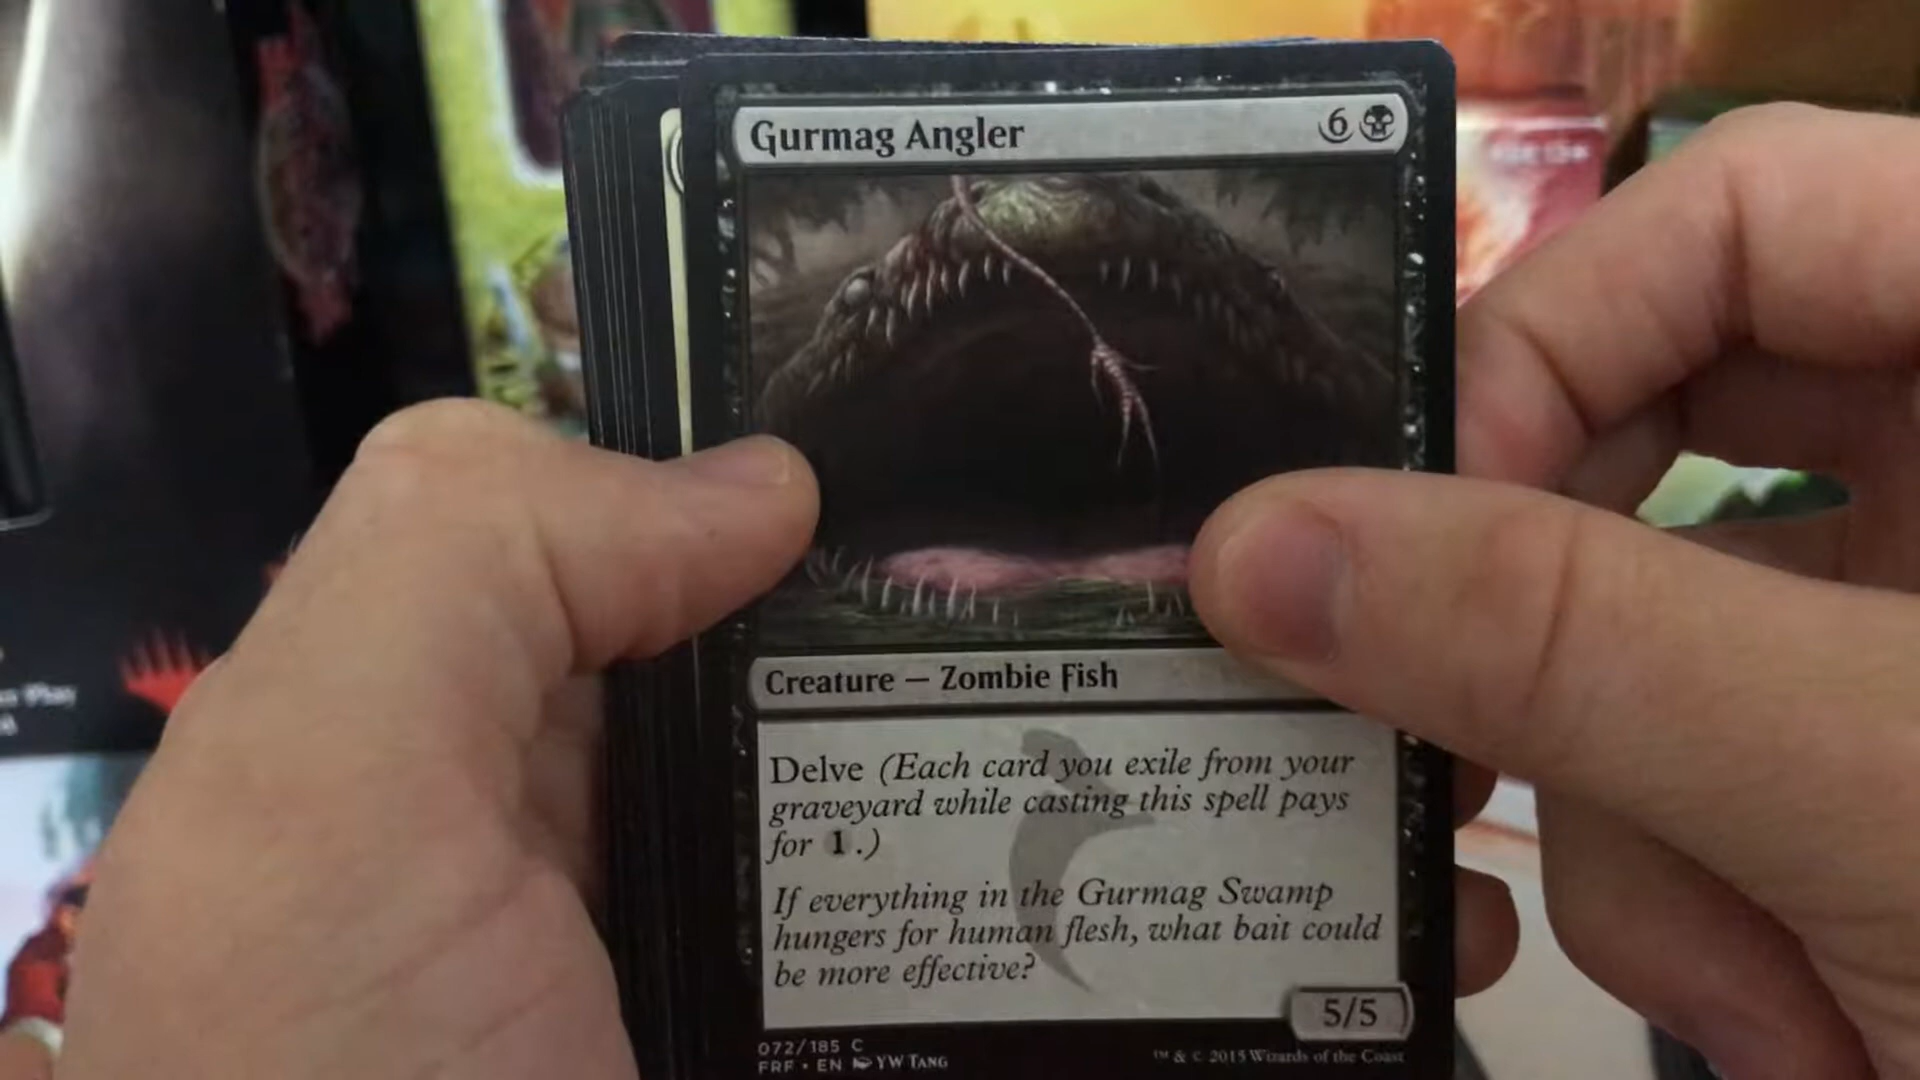 Gurmag Angler 6
Creature — Zombie Fish
Delve (Each card you exile from your
graveyard while casting this spell pays
for 1.)
If everything in the Gurmag Swamp
hungers for human flesh, what bait could
be more effective?
5/5
072/185 C
FRF • EN YW TANG
™ & © 2015 Wizards of the Coast
Play